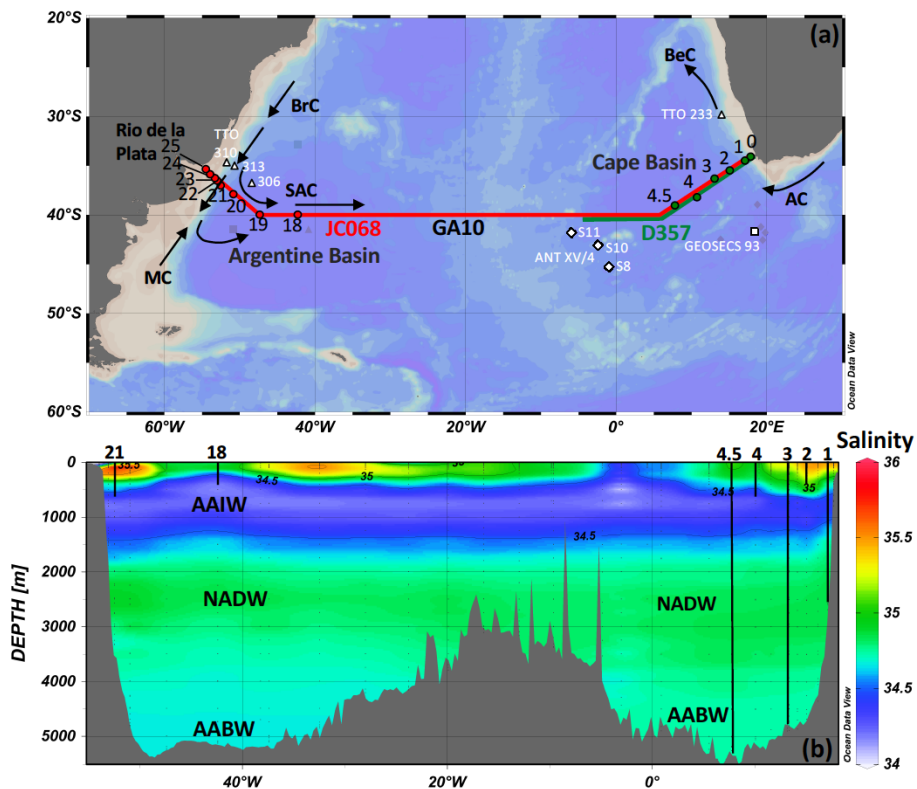 (a)
20°S
30°S
40°S
50°S
60°S
BrC
BeC
TTO 233
TTO
310
313
306
Rio de la
Plata
25
24
23
22
21
20
19
18
SAC
Cape Basin
0
1
2
3
4
4.5
AC
JC068
GA10
D357
S11
S10
S8
ANT XV/4
GEOSECS 93
MC
Argentine Basin
Ocean Data View
60°W
40°W
20°W
0°
20°E
Salinity
21
18
4.5
4
3
2
1
35.5
34.5
35
34.5
35
34.5
AAIW
NADW
NADW
AABW
AABW
DEPTH [m]
0
1000
2000
3000
4000
5000
40°W
20°W
0°
(b)
Ocean Data View
36
35.5
35
34.5
34